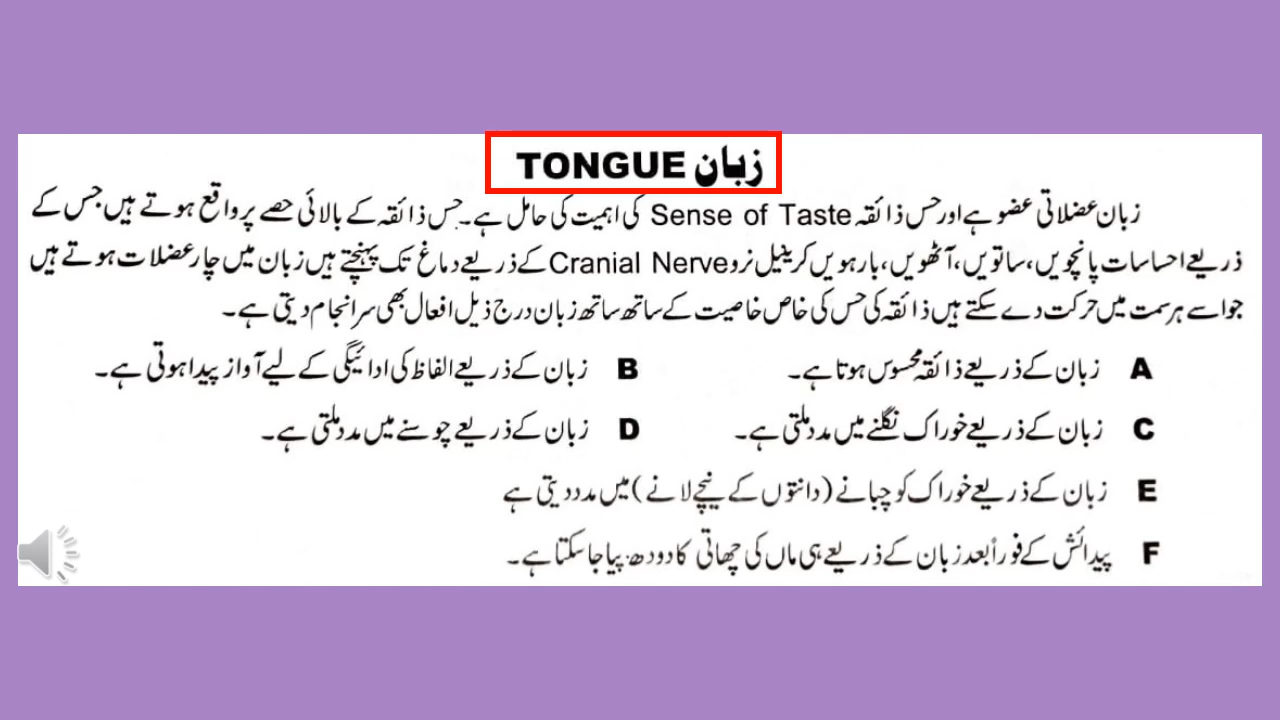 زبان TONGUE
زبان عضلاتی عضو ہے اور حس ذائقہ Sense of Taste کی اہمیت کی حامل ہے۔ حس ذائقہ کے بالائی حصے پر واقع ہوتے ہیں جس کے
ذریعے احساسات پانچویں، ساتویں، آٹھویں، بارہویں کرینیل نرو Cranial Nerve کے ذریعے دماغ تک پہنچتے ہیں زبان میں چار عضلات ہوتے ہیں
جو اسے ہر سمت میں حرکت دے سکتے ہیں ذائقہ کی حس کی خاص خاصیت کے ساتھ ساتھ زبان درج ذیل افعال بھی سرانجام دیتی ہے۔
A زبان کے ذریعے ذائقہ محسوس ہوتا ہے۔ B زبان کے ذریعے الفاظ کی ادائیگی کے لیے آواز پیدا ہوتی ہے۔
C زبان کے ذریعے خوراک نگلنے میں مدد ملتی ہے۔ D زبان کے ذریعے چوسنے میں مدد ملتی ہے۔
E زبان کے ذریعے خوراک کو چبانے (دانتوں کے نیچے لانے) میں مدد دیتی ہے
F پیدائش کے فوراً بعد زبان کے ذریعے ہی ماں کی چھاتی کا دودھ پیا جا سکتا ہے۔